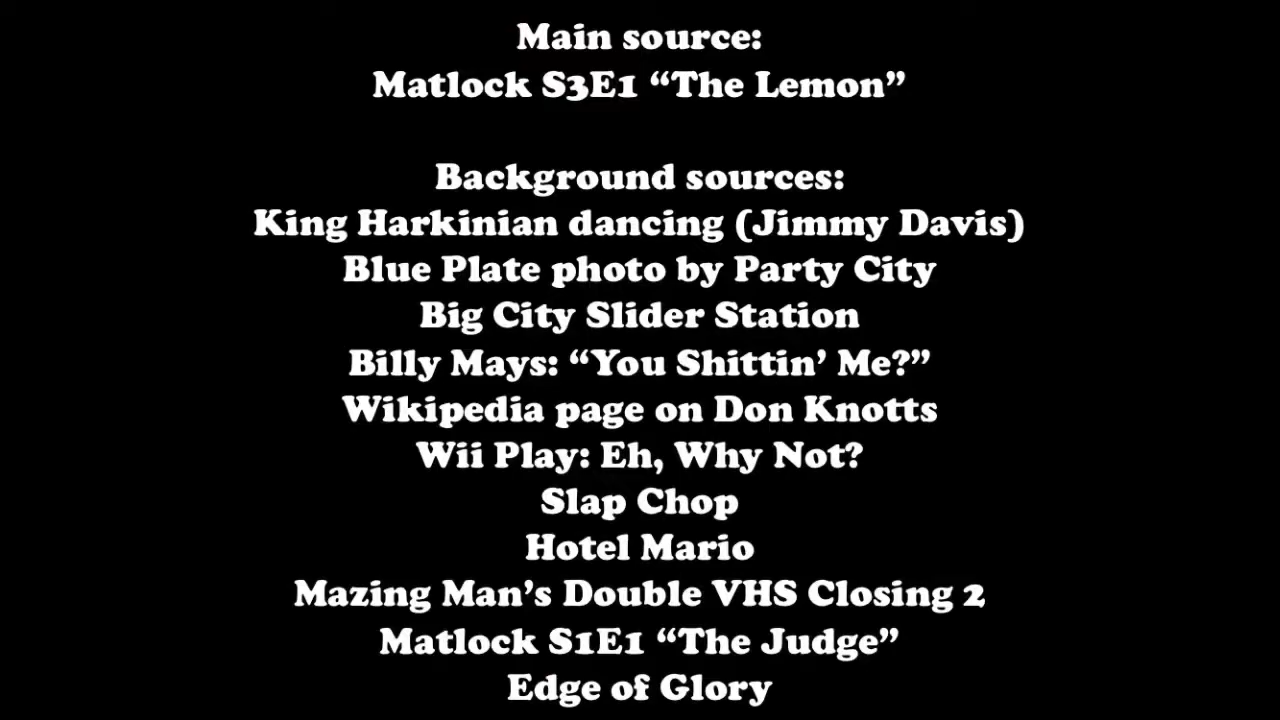 Main source:
Matlock S3E1 “The Lemon”
Background sources:
King Harkinian dancing (Jimmy Davis)
Blue Plate photo by Party City
Big City Slider Station
Billy Mays: “You Shittin’ Me?”
Wikipedia page on Don Knotts
Wii Play: Eh, Why Not?
Slap Chop
Hotel Mario
Mazing Man’s Double VHS Closing 2
Matlock S1E1 “The Judge”
Edge of Glory